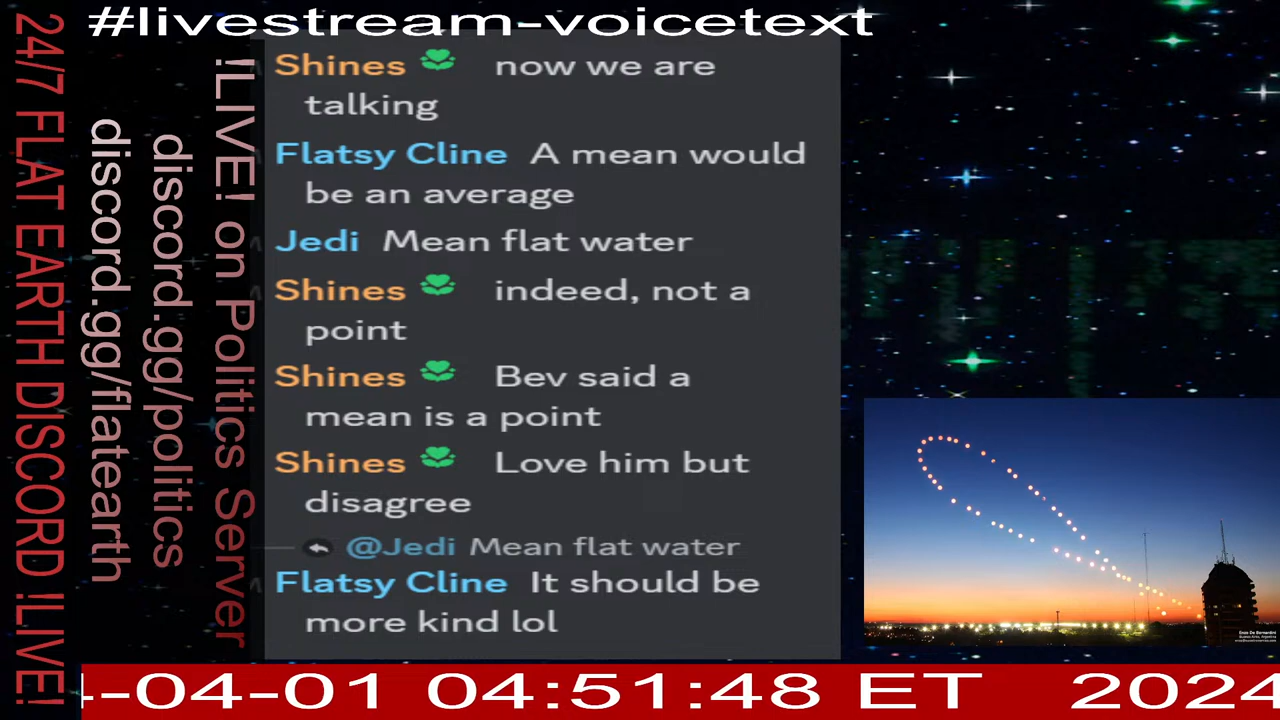 #livestream-voicetext
24/7 FLAT EARTH DISCORD !LIVE!
discord.gg/flatearth
discord.gg/politics
!LIVE! on Politics Server
Shines now we are
talking
Flatsy Cline A mean would
be an average
Jedi Mean flat water
Shines indeed, not a
point
Shines Bev said a
mean is a point
Shines Love him but
disagree
@Jedi Mean flat water
Flatsy Cline It should be
more kind lol
4-04-01 04:51:48 ET 2024